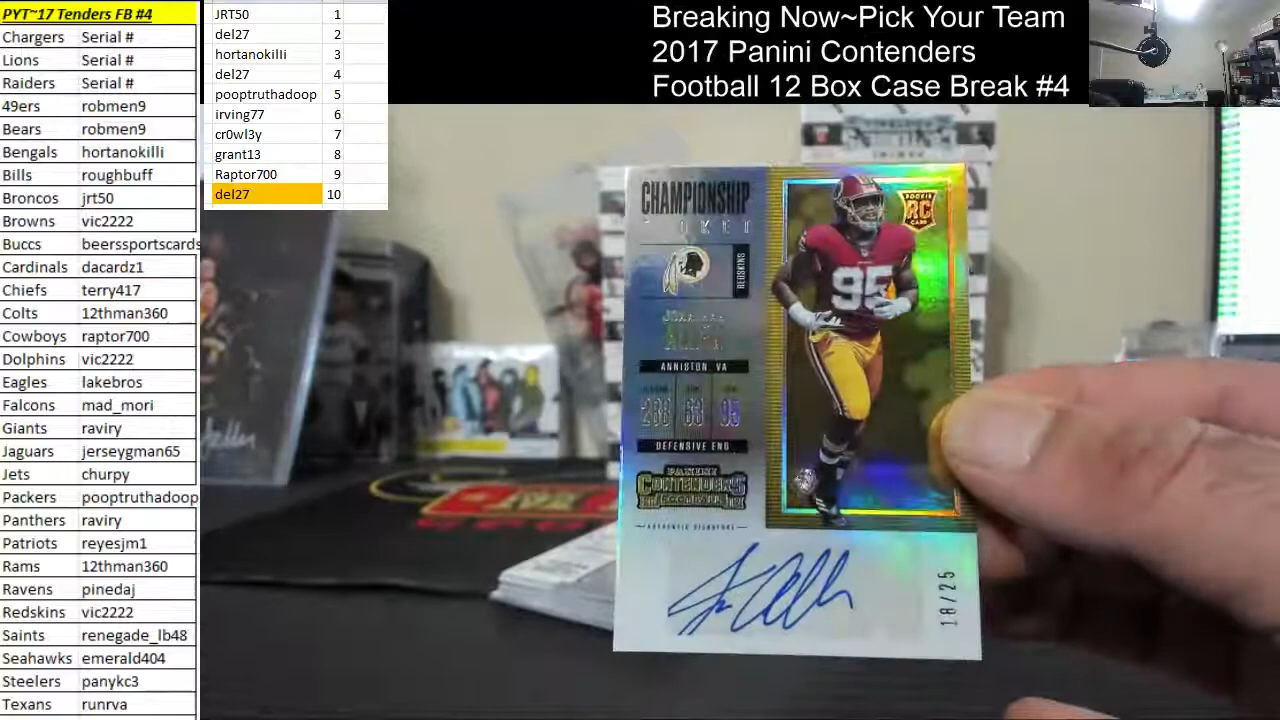 PYT~17 Tenders FB #4
Chargers Serial #
Lions Serial #
Raiders Serial #
49ers robmen9
Bears robmen9
Bengals hortanokilli
Bills roughbuff
Broncos jrt50
Browns vic2222
Buccs beerssportscards
Cardinals dacardz1
Chiefs terry417
Colts 12thman360
Cowboys raptor700
Dolphins vic2222
Eagles lakebros
Falcons mad_mori
Giants raviry
Jaguars jerseygman65
Jets churpy
Packers pooptruthadoop
Panthers raviry
Patriots reyesjm1
Rams 12thman360
Ravens pinedaj
Redskins vic2222
Saints renegade_lb48
Seahawks emerald404
Steelers panykc3
Texans runrva
JRT50 1
del27 2
hortanokilli 3
del27 4
pooptruthadoop 5
irving77 6
cr0wl3y 7
grant13 8
Raptor700 9
del27 10
Breaking Now~Pick Your Team
2017 Panini Contenders
Football 12 Box Case Break #4
CHAMPIONSHIP
TICKET
REDSKINS
ANNISTON VA
288 63 95
DEFENSIVE END
PANINI
CONTENDERS
FOOTBALL
AUTHENTIC SIGNATURE
ROOKIE
RC
CARD
95
18/25